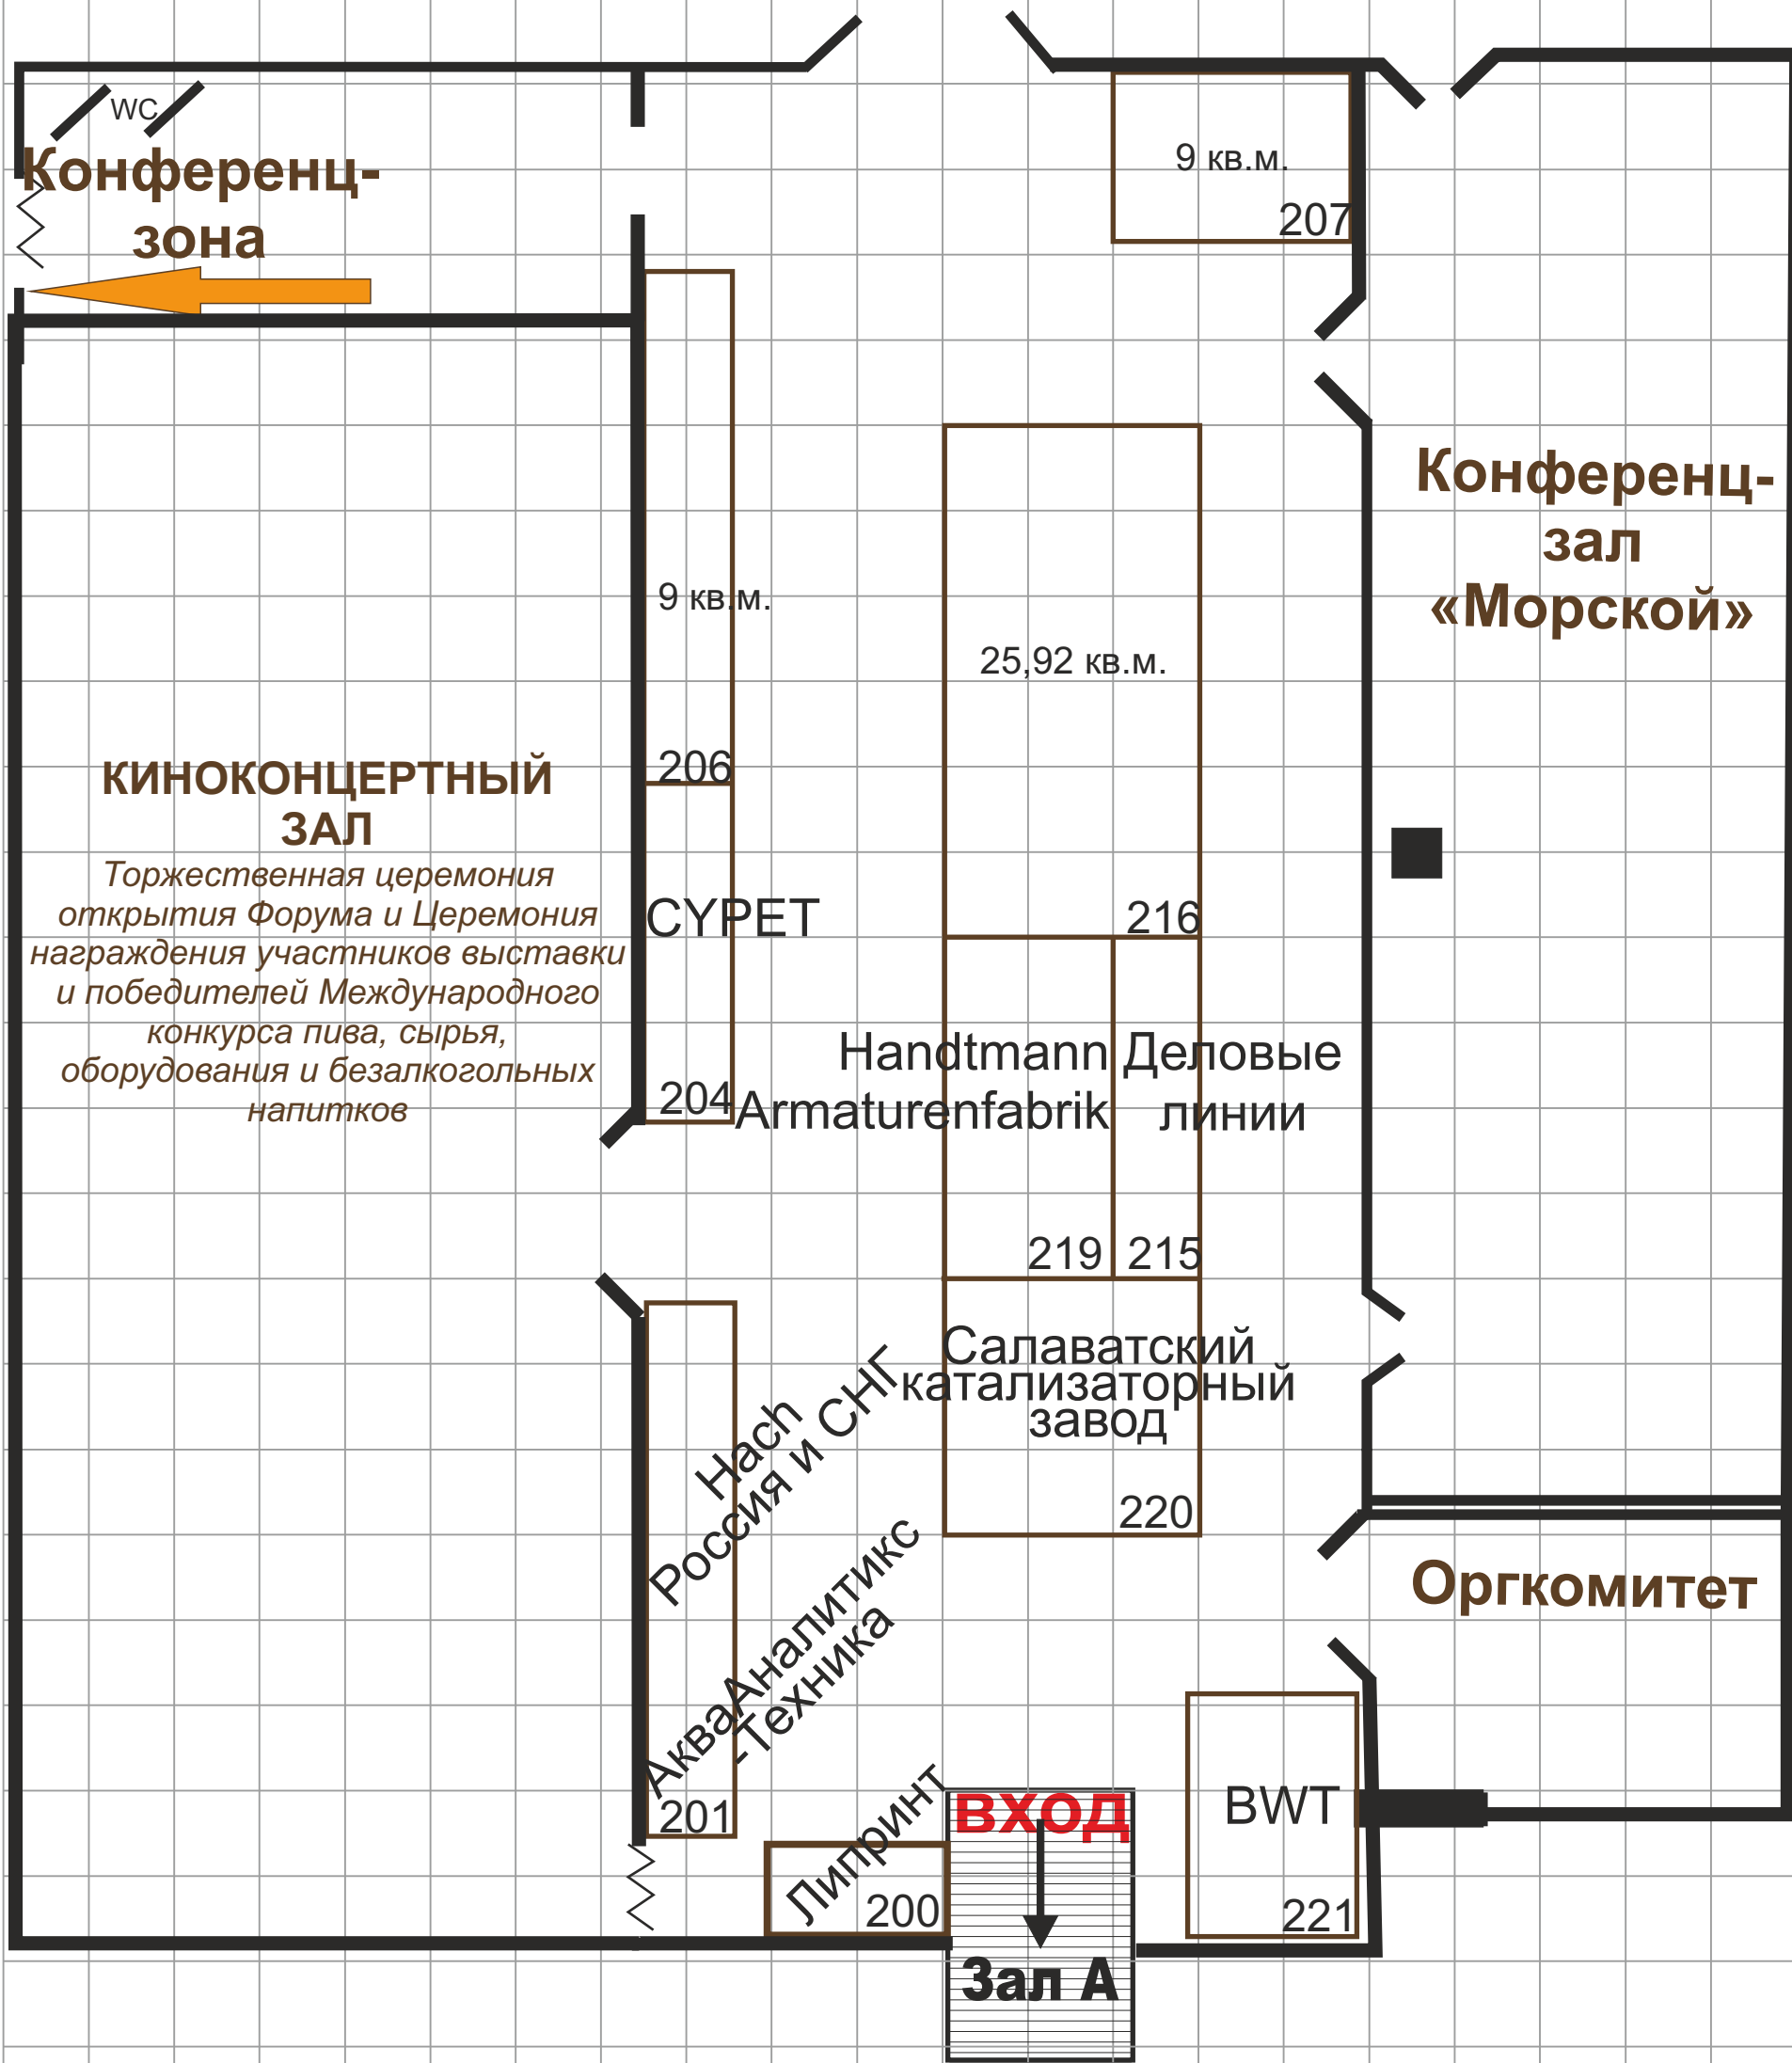 WC
Конференц-
зона
9 кв.м.
207
Конференц-
зал
«Морской»
9 кв.м.
206
25,92 кв.м.
216
КИНОКОНЦЕРТНЫЙ
ЗАЛ
Торжественная церемония
открытия Форума и Церемония
награждения участников выставки
и победителей Международного
конкурса пива, сырья,
оборудования и безалкогольных
напитков
CYPET
204
Handtmann
Armaturenfabrik
219
Деловые
линии
215
Салаватский
катализаторный
завод
220
Hach
Россия и СНГ
АкваАналитикс
-Техника
201
Оргкомитет
Липринт
200
ВХОД
Зал А
BWT
221